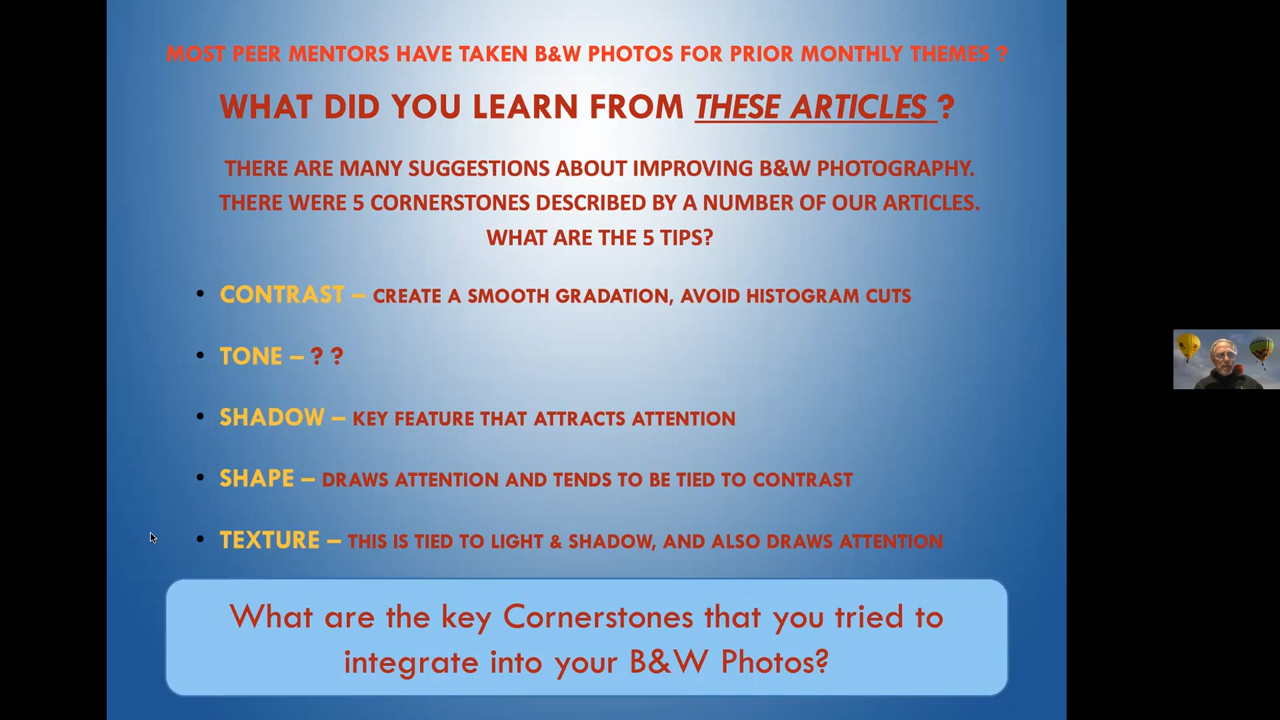 MOST PEER MENTORS HAVE TAKEN B&W PHOTOS FOR PRIOR MONTHLY THEMES ?
WHAT DID YOU LEARN FROM THESE ARTICLES ?
THERE ARE MANY SUGGESTIONS ABOUT IMPROVING B&W PHOTOGRAPHY.
THERE WERE 5 CORNERSTONES DESCRIBED BY A NUMBER OF OUR ARTICLES.
WHAT ARE THE 5 TIPS?
• CONTRAST – CREATE A SMOOTH GRADATION, AVOID HISTOGRAM CUTS
• TONE – ? ?
• SHADOW – KEY FEATURE THAT ATTRACTS ATTENTION
• SHAPE – DRAWS ATTENTION AND TENDS TO BE TIED TO CONTRAST
• TEXTURE – THIS IS TIED TO LIGHT & SHADOW, AND ALSO DRAWS ATTENTION
What are the key Cornerstones that you tried to
integrate into your B&W Photos?